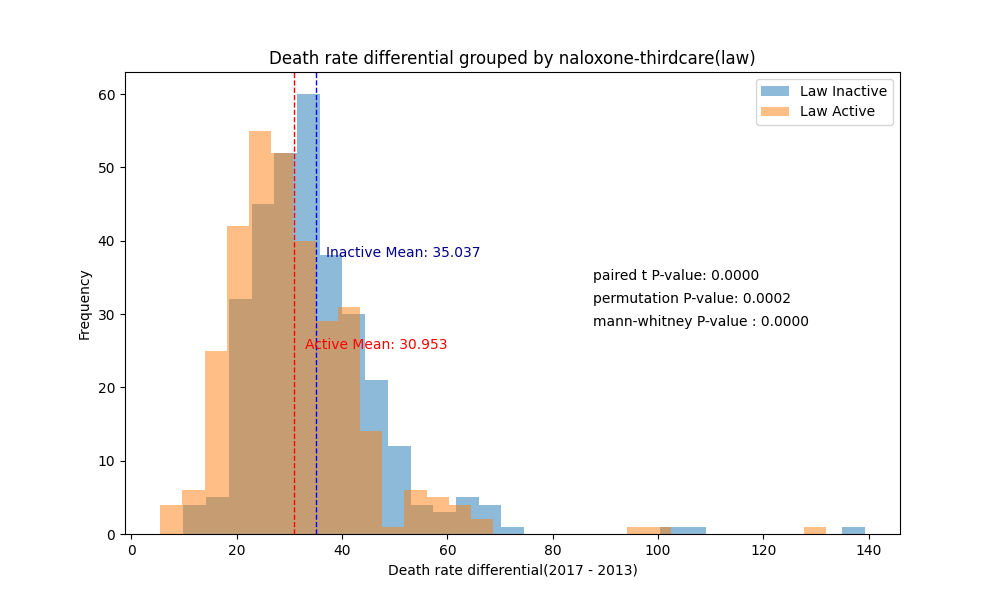 Death rate differential grouped by naloxone-thirdcare(law)
Law Inactive
Law Active
Frequency
60
50
40
30
20
10
0
Inactive Mean: 35.037
Active Mean: 30.953
paired t P-value: 0.0000
permutation P-value: 0.0002
mann-whitney P-value : 0.0000
0 20 40 60 80 100 120 140
Death rate differential(2017 - 2013)